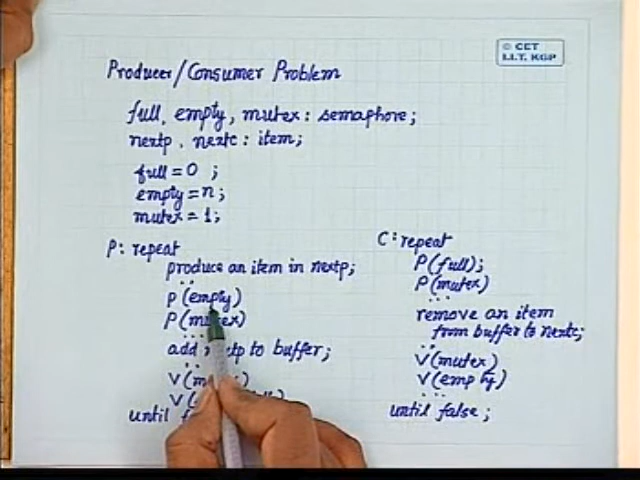 © CET
I.I.T. KGP
Producer/Consumer Problem
full, empty, mutex : semaphore;
nextp, nextc : item;
full = 0 ;
empty = n ;
mutex = 1;
P: repeat
produce an item in nextp;
...
P(empty)
P(mutex)
...
add nextp to buffer;
...
V(
V(
until
C: repeat
P(full);
P(mutex)
...
remove an item
from buffer to nextc;
...
V(mutex)
V(empty)
...
until false ;